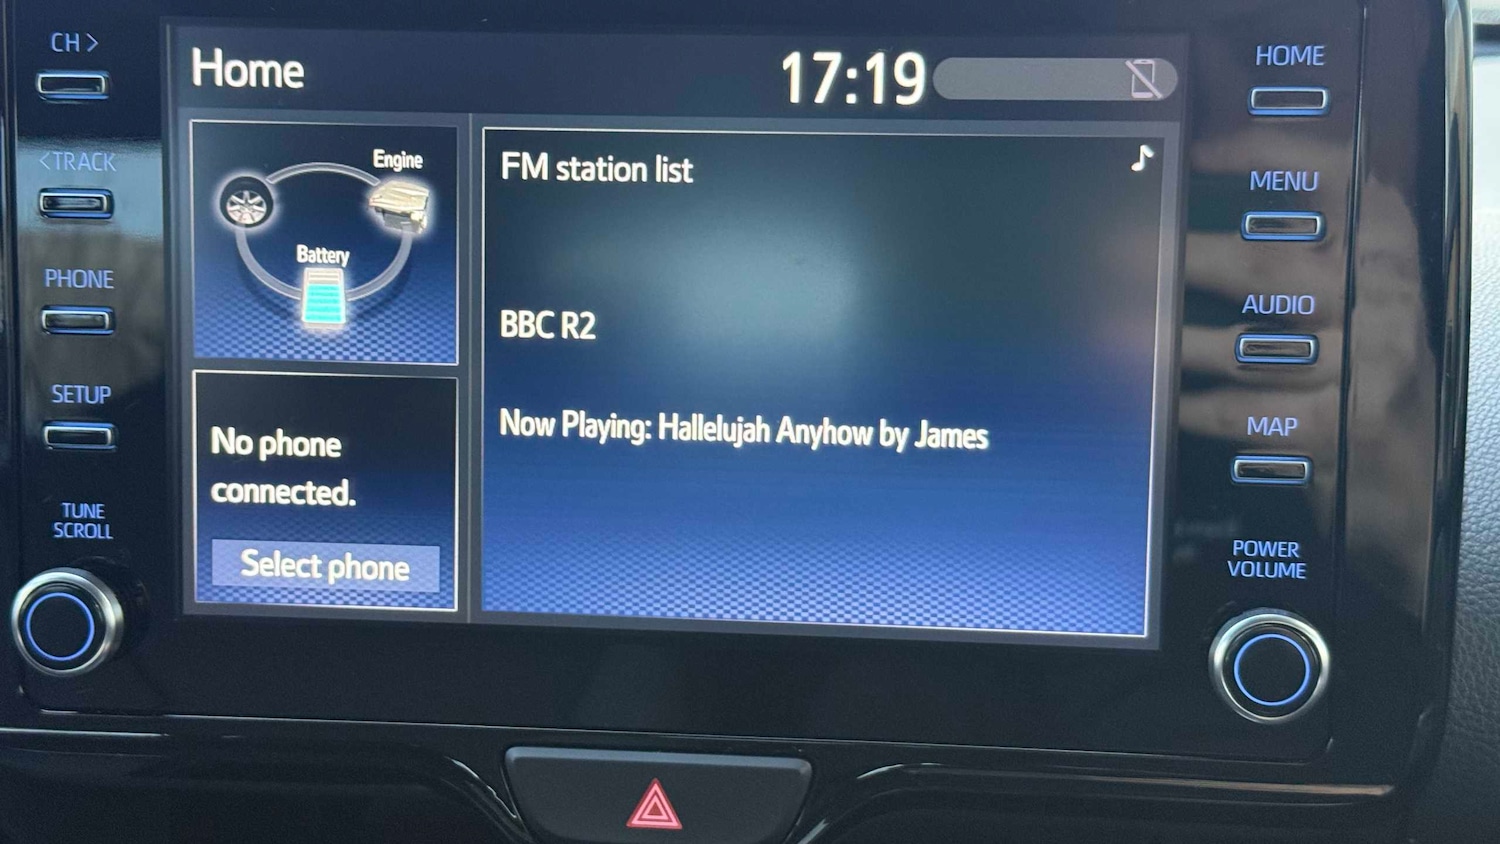 CH >
< TRACK
PHONE
SETUP
TUNE
SCROLL
Home
17:19
Engine
Battery
No phone
connected.
Select phone
FM station list
BBC R2
Now Playing: Hallelujah Anyhow by James
HOME
MENU
AUDIO
MAP
POWER
VOLUME